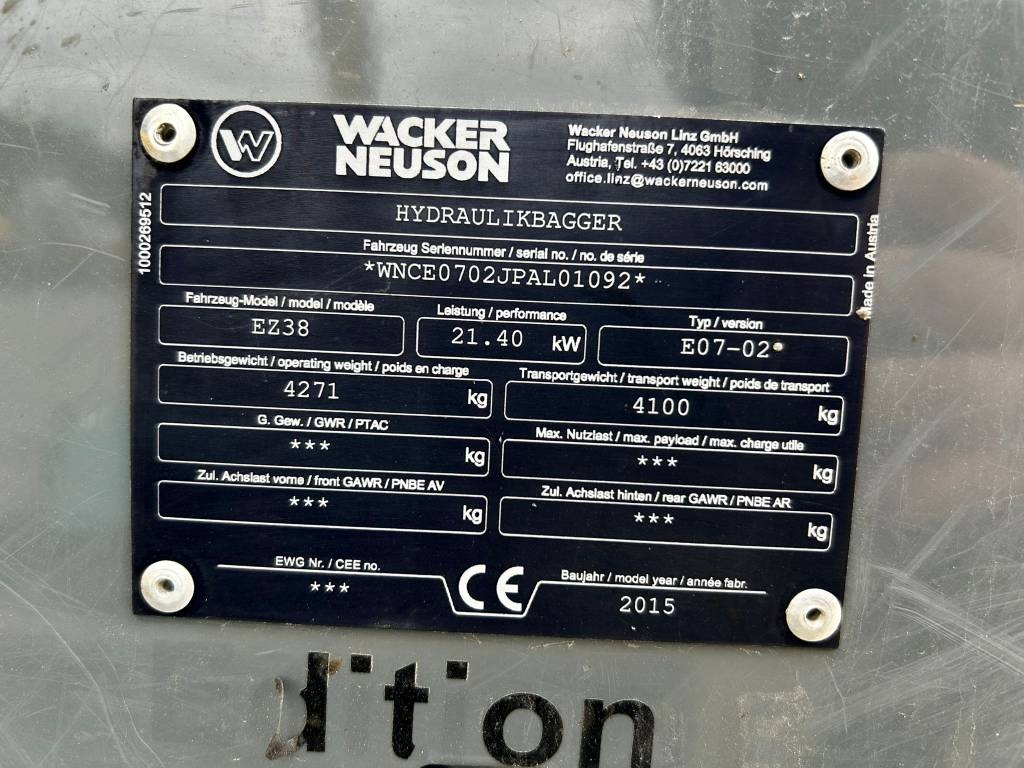 WACKER NEUSON
Wacker Neuson Linz GmbH
Flughafenstraße 7, 4063 Hörsching
Austria, Tel. +43 (0)7221 63000
office.linz@wackerneuson.com
1000269512
HYDRAULIKBAGGER
Made in Austria
Fahrzeug Seriennummer / serial no. / no. de série
*WNCE0702JPAL01092*
Fahrzeug-Model / model / modèle
EZ38
Leistung / performance
21.40 kW
Typ / version
E07-02
Betriebsgewicht / operating weight / poids en charge
4271 kg
Transportgewicht / transport weight / poids de transport
4100 kg
G. Gew. / GWR / PTAC
*** kg
Max. Nutzlast / max. payload / max. charge utile
*** kg
Zul. Achslast vorne / front GAWR / PNBE AV
*** kg
Zul. Achslast hinten / rear GAWR / PNBE AR
*** kg
EWG Nr. / CEE no.
***
CE
Baujahr / model year / année fabr.
2015
dition